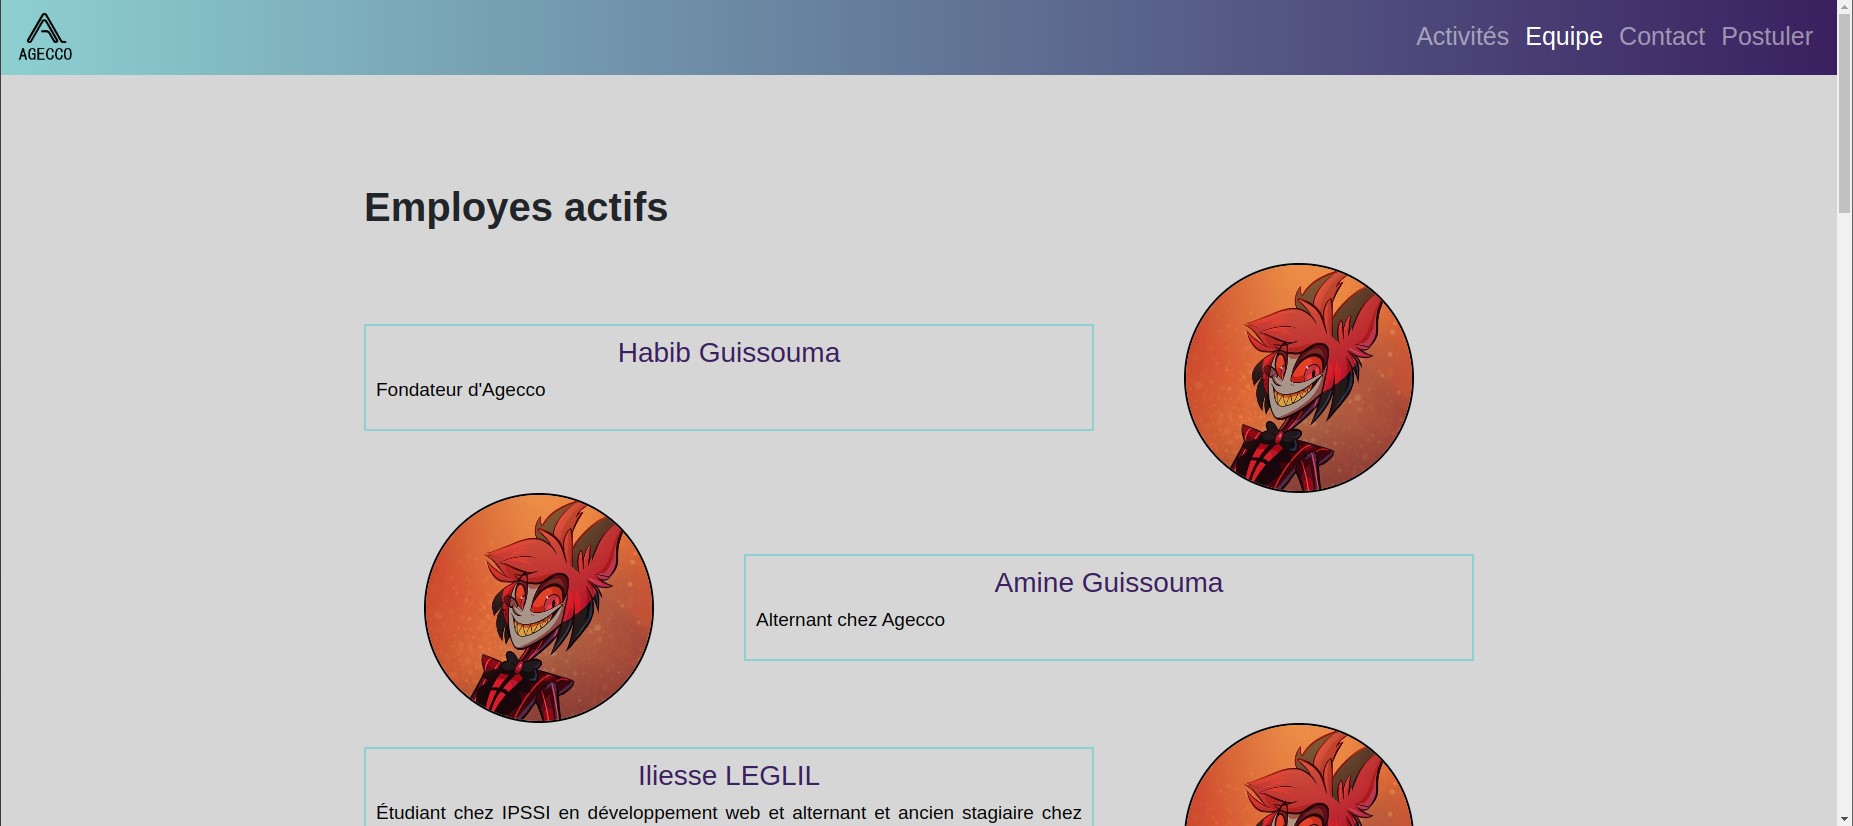 AGECCO
Activités Equipe Contact Postuler
Employes actifs
Habib Guissouma
Fondateur d'Agecco
Amine Guissouma
Alternant chez Agecco
Iliesse LEGLIL
Étudiant chez IPSSI en développement web et alternant et ancien stagiaire chez